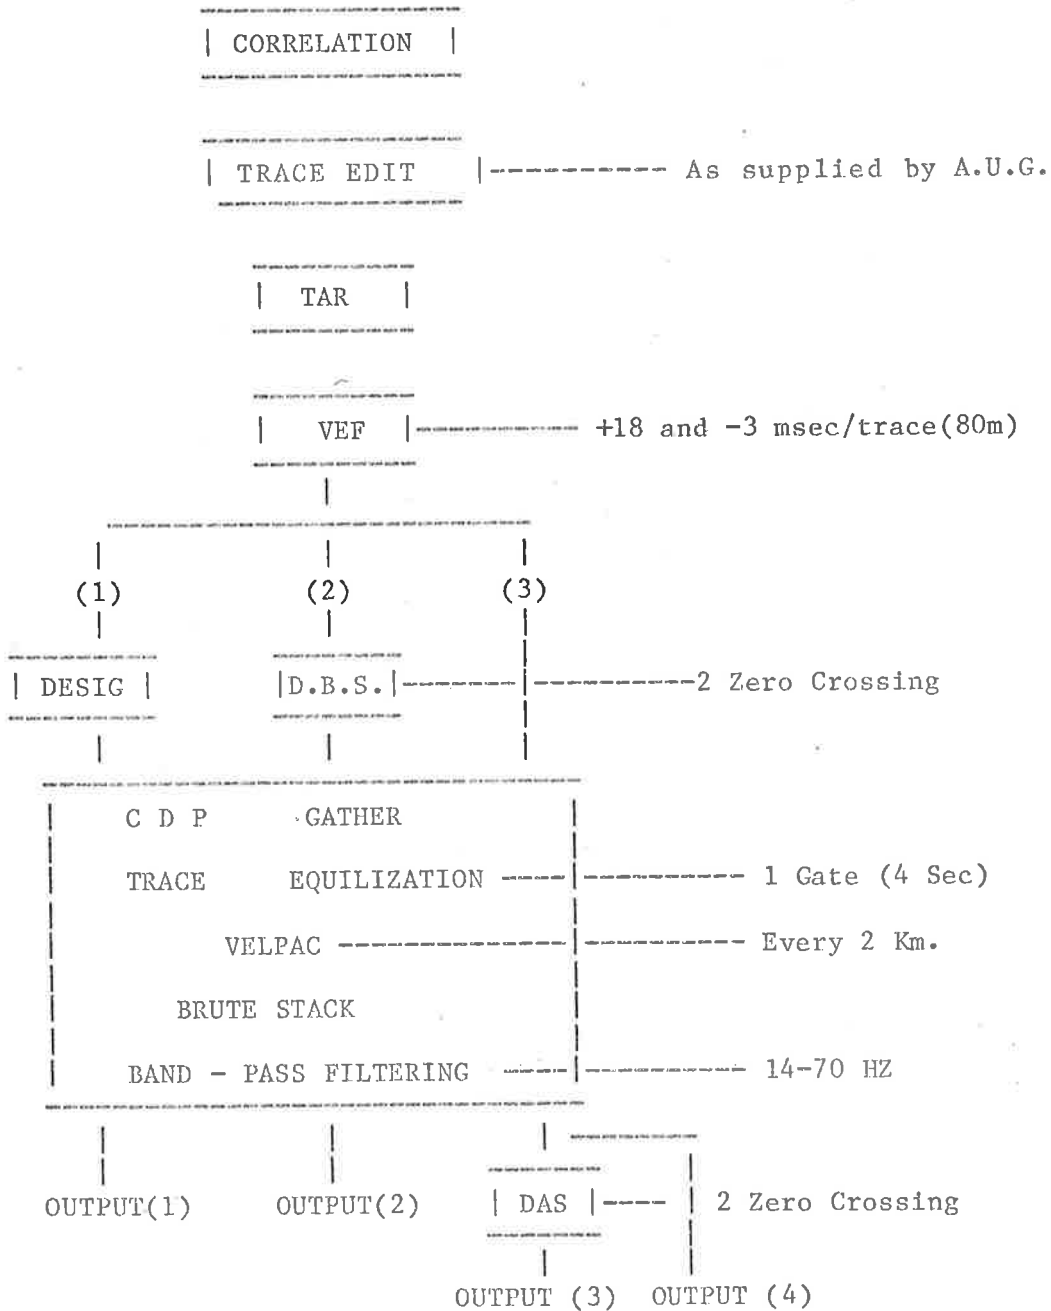 CORRELATION
TRACE EDIT As supplied by A.U.G.
TAR
VEF +18 and -3 msec/trace(80m)
(1) (2) (3)
DESIG D.B.S. 2 Zero Crossing
C D P GATHER
TRACE EQUILIZATION 1 Gate (4 Sec)
VELPAC Every 2 Km.
BRUTE STACK
BAND - PASS FILTERING 14-70 HZ
OUTPUT(1) OUTPUT(2) DAS 2 Zero Crossing
OUTPUT (3) OUTPUT (4)